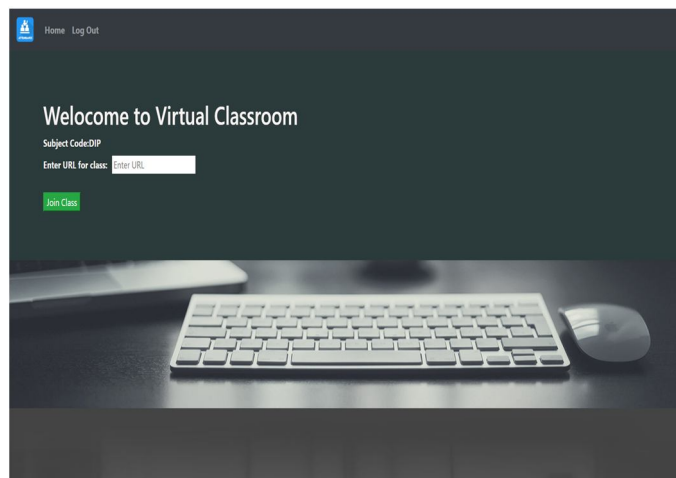 Home Log Out
Welocome to Virtual Classroom
Subject Code:DIP
Enter URL for class: Enter URL
Join Class